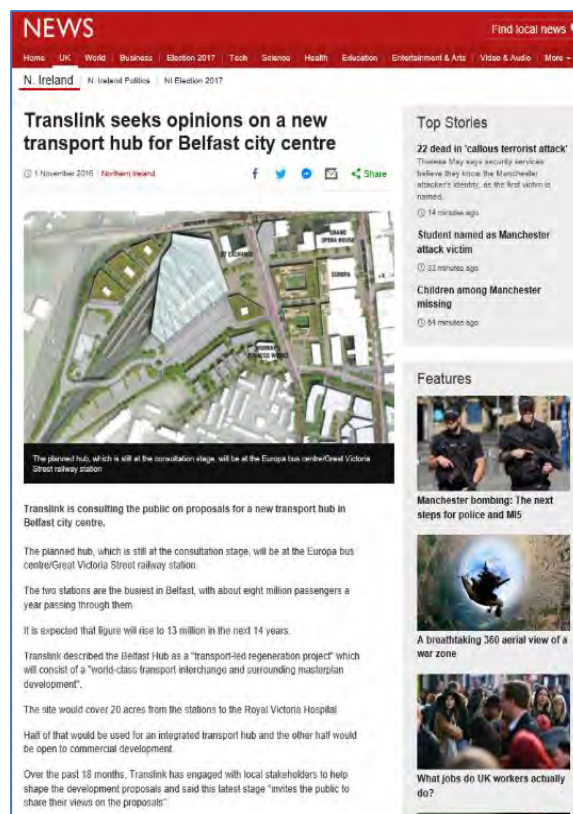 NEWS
Find local news
Home UK World Business Election 2017 Tech Science Health Education Entertainment & Arts Video & Audio More
N. Ireland N. Ireland Politics NI Election 2017
Translink seeks opinions on a new
transport hub for Belfast city centre
1 November 2016 Northern Ireland
Share
BT EXCHANGE
GRAND
OPERA HOUSE
EUROPA
MURRAYS
TOBACCO WORKS
The planned hub, which is still at the consultation stage, will be at the Europa bus centre/Great Victoria
Street railway station
Translink is consulting the public on proposals for a new transport hub in
Belfast city centre.
The planned hub, which is still at the consultation stage, will be at the Europa bus
centre/Great Victoria Street railway station.
The two stations are the busiest in Belfast, with about eight million passengers a
year passing through them.
It is expected that figure will rise to 13 million in the next 14 years.
Translink described the Belfast Hub as a "transport-led regeneration project" which
will consist of a "world-class transport interchange and surrounding masterplan
development".
The site would cover 20 acres from the stations to the Royal Victoria Hospital.
Half of that would be used for an integrated transport hub and the other half would
be open to commercial development.
Over the past 18 months, Translink has engaged with local stakeholders to help
shape the development proposals and said this latest stage "invites the public to
share their views on the proposals".
Top Stories
22 dead in 'callous terrorist attack'
Theresa May says security services
believe they know the Manchester
attacker's identity, as the first victim is
named.
14 minutes ago
Student named as Manchester
attack victim
33 minutes ago
Children among Manchester
missing
54 minutes ago
Features
Manchester bombing: The next
steps for police and MI5
A breathtaking 360 aerial view of a
war zone
What jobs do UK workers actually
do?